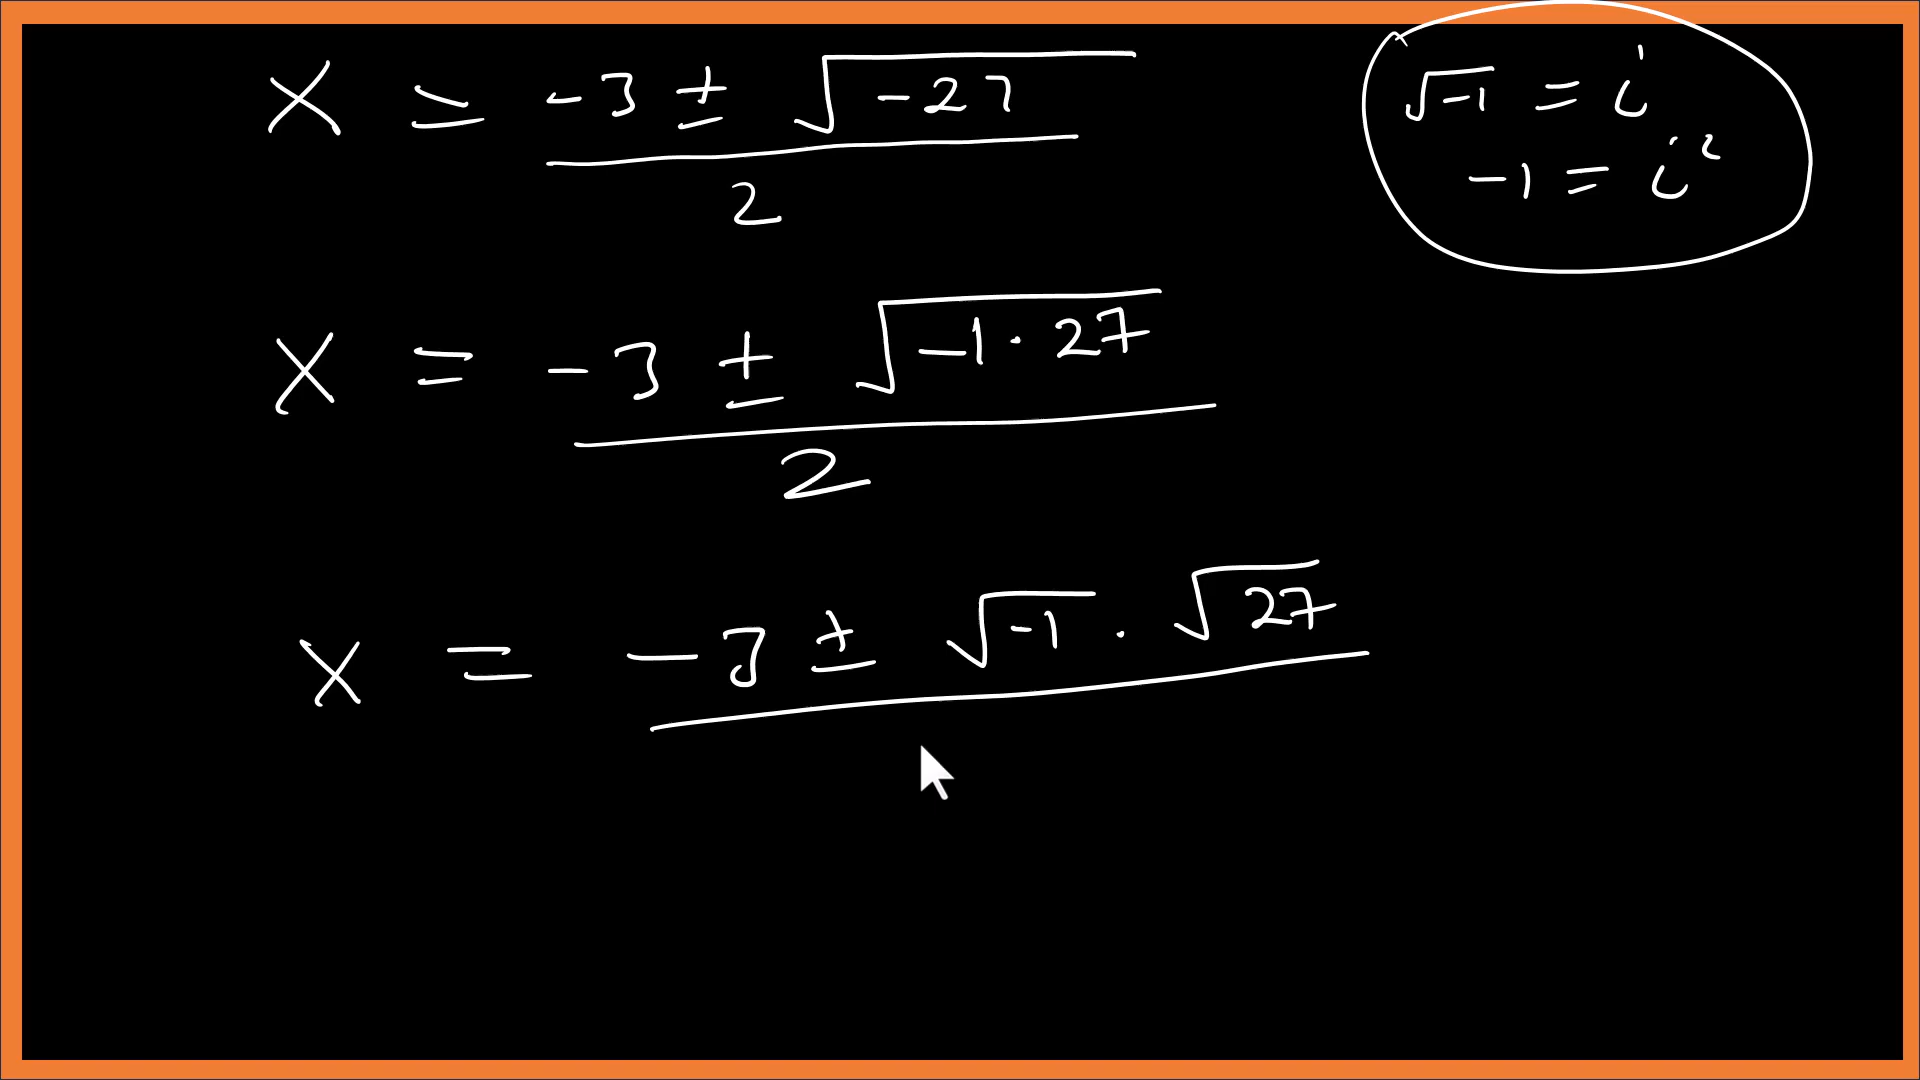 x = -3 ± √-27 / 2
√-1 = i
-1 = i²
x = -3 ± √-1·27 / 2
x = -3 ± √-1 · √27